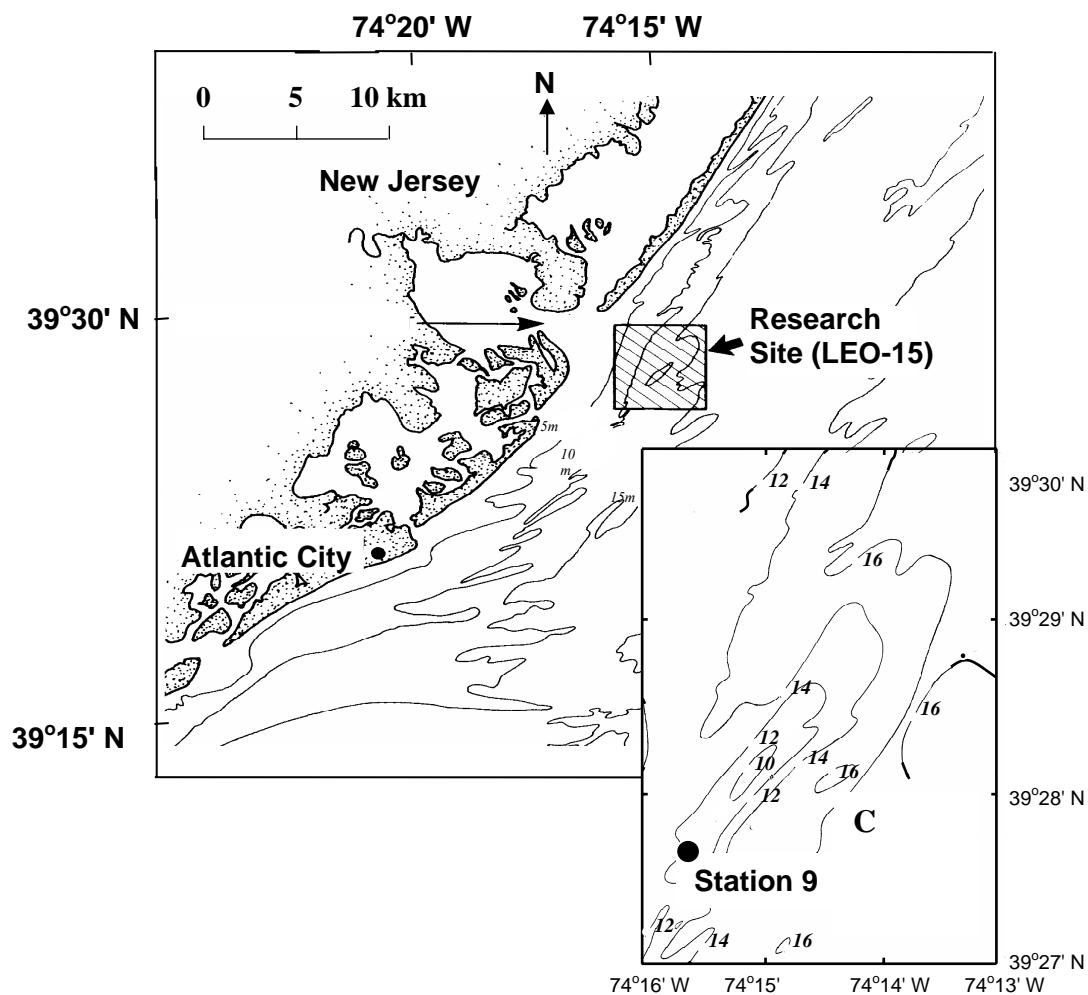 74°20' W 74°15' W
0 5 10 km
N
New Jersey
39°30' N
Research
Site (LEO-15)
15m
10
m
15m
Atlantic City
39°15' N
12 14
39°30' N
16
39°29' N
14
16
12
10 14 16
12
39°28' N
C
Station 9
12 14 16
39°27' N
74°16' W 74°15' W 74°14' W 74°13' W